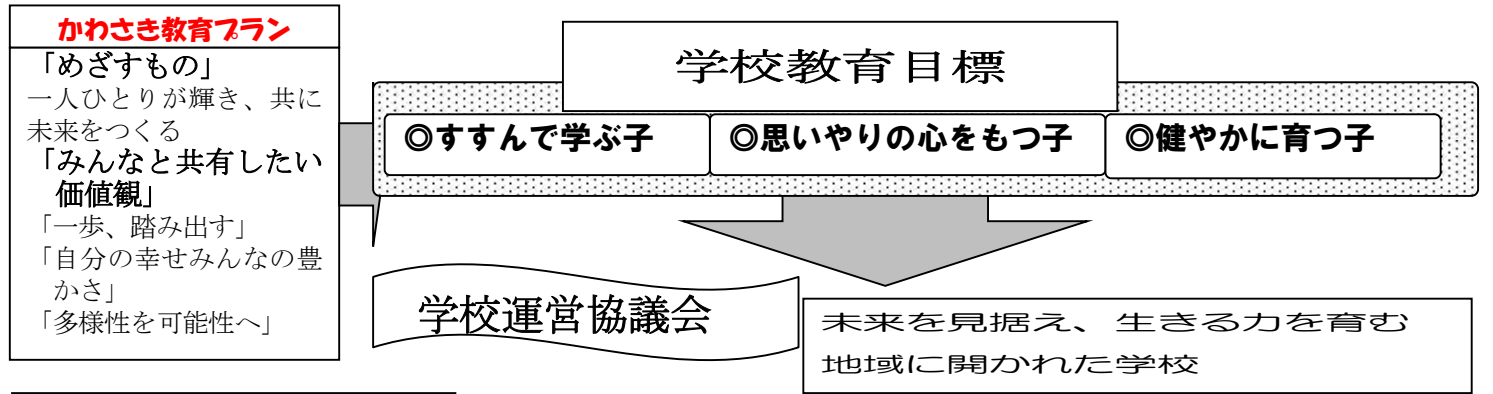 かわさき教育プラン
「めざすもの」
一人ひとりが輝き、共に
未来をつくる
「みんなと共有したい
価値観」
「一歩、踏み出す」
「自分の幸せみんなの豊
かさ」
「多様性を可能性へ」
学校教育目標
◎すすんで学ぶ子
◎思いやりの心をもつ子
◎健やかに育つ子
学校運営協議会
未来を見据え、生きる力を育む
地域に開かれた学校